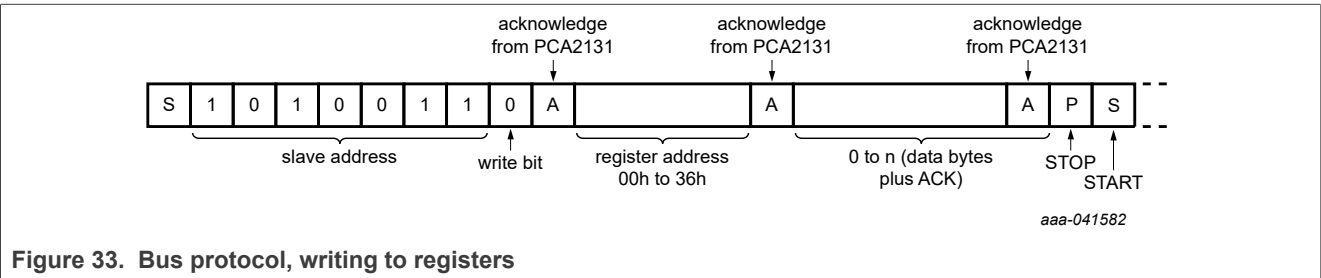 acknowledge acknowledge acknowledge
from PCA2131 from PCA2131 from PCA2131
S 1 0 1 0 0 1 1 0 A A A P S
slave address write bit register address 0 to n (data bytes STOP
00h to 36h plus ACK) START
aaa-041582
Figure 33. Bus protocol, writing to registers